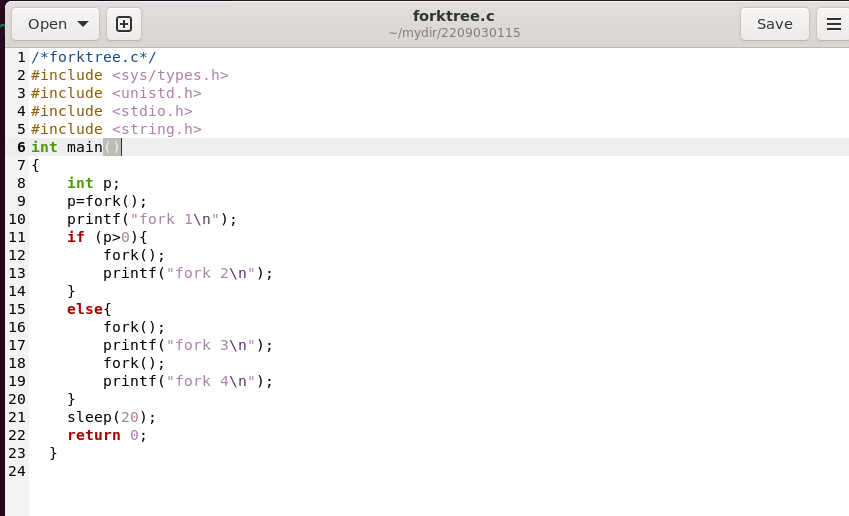 Open
forktree.c
~/mydir/2209030115
Save
1 /*forktree.c*/
2 #include <sys/types.h>
3 #include <unistd.h>
4 #include <stdio.h>
5 #include <string.h>
6 int main()
7 {
8     int p;
9     p=fork();
10     printf("fork 1\n");
11     if (p>0){
12         fork();
13         printf("fork 2\n");
14     }
15     else{
16         fork();
17         printf("fork 3\n");
18         fork();
19         printf("fork 4\n");
20     }
21     sleep(20);
22     return 0;
23   }
24